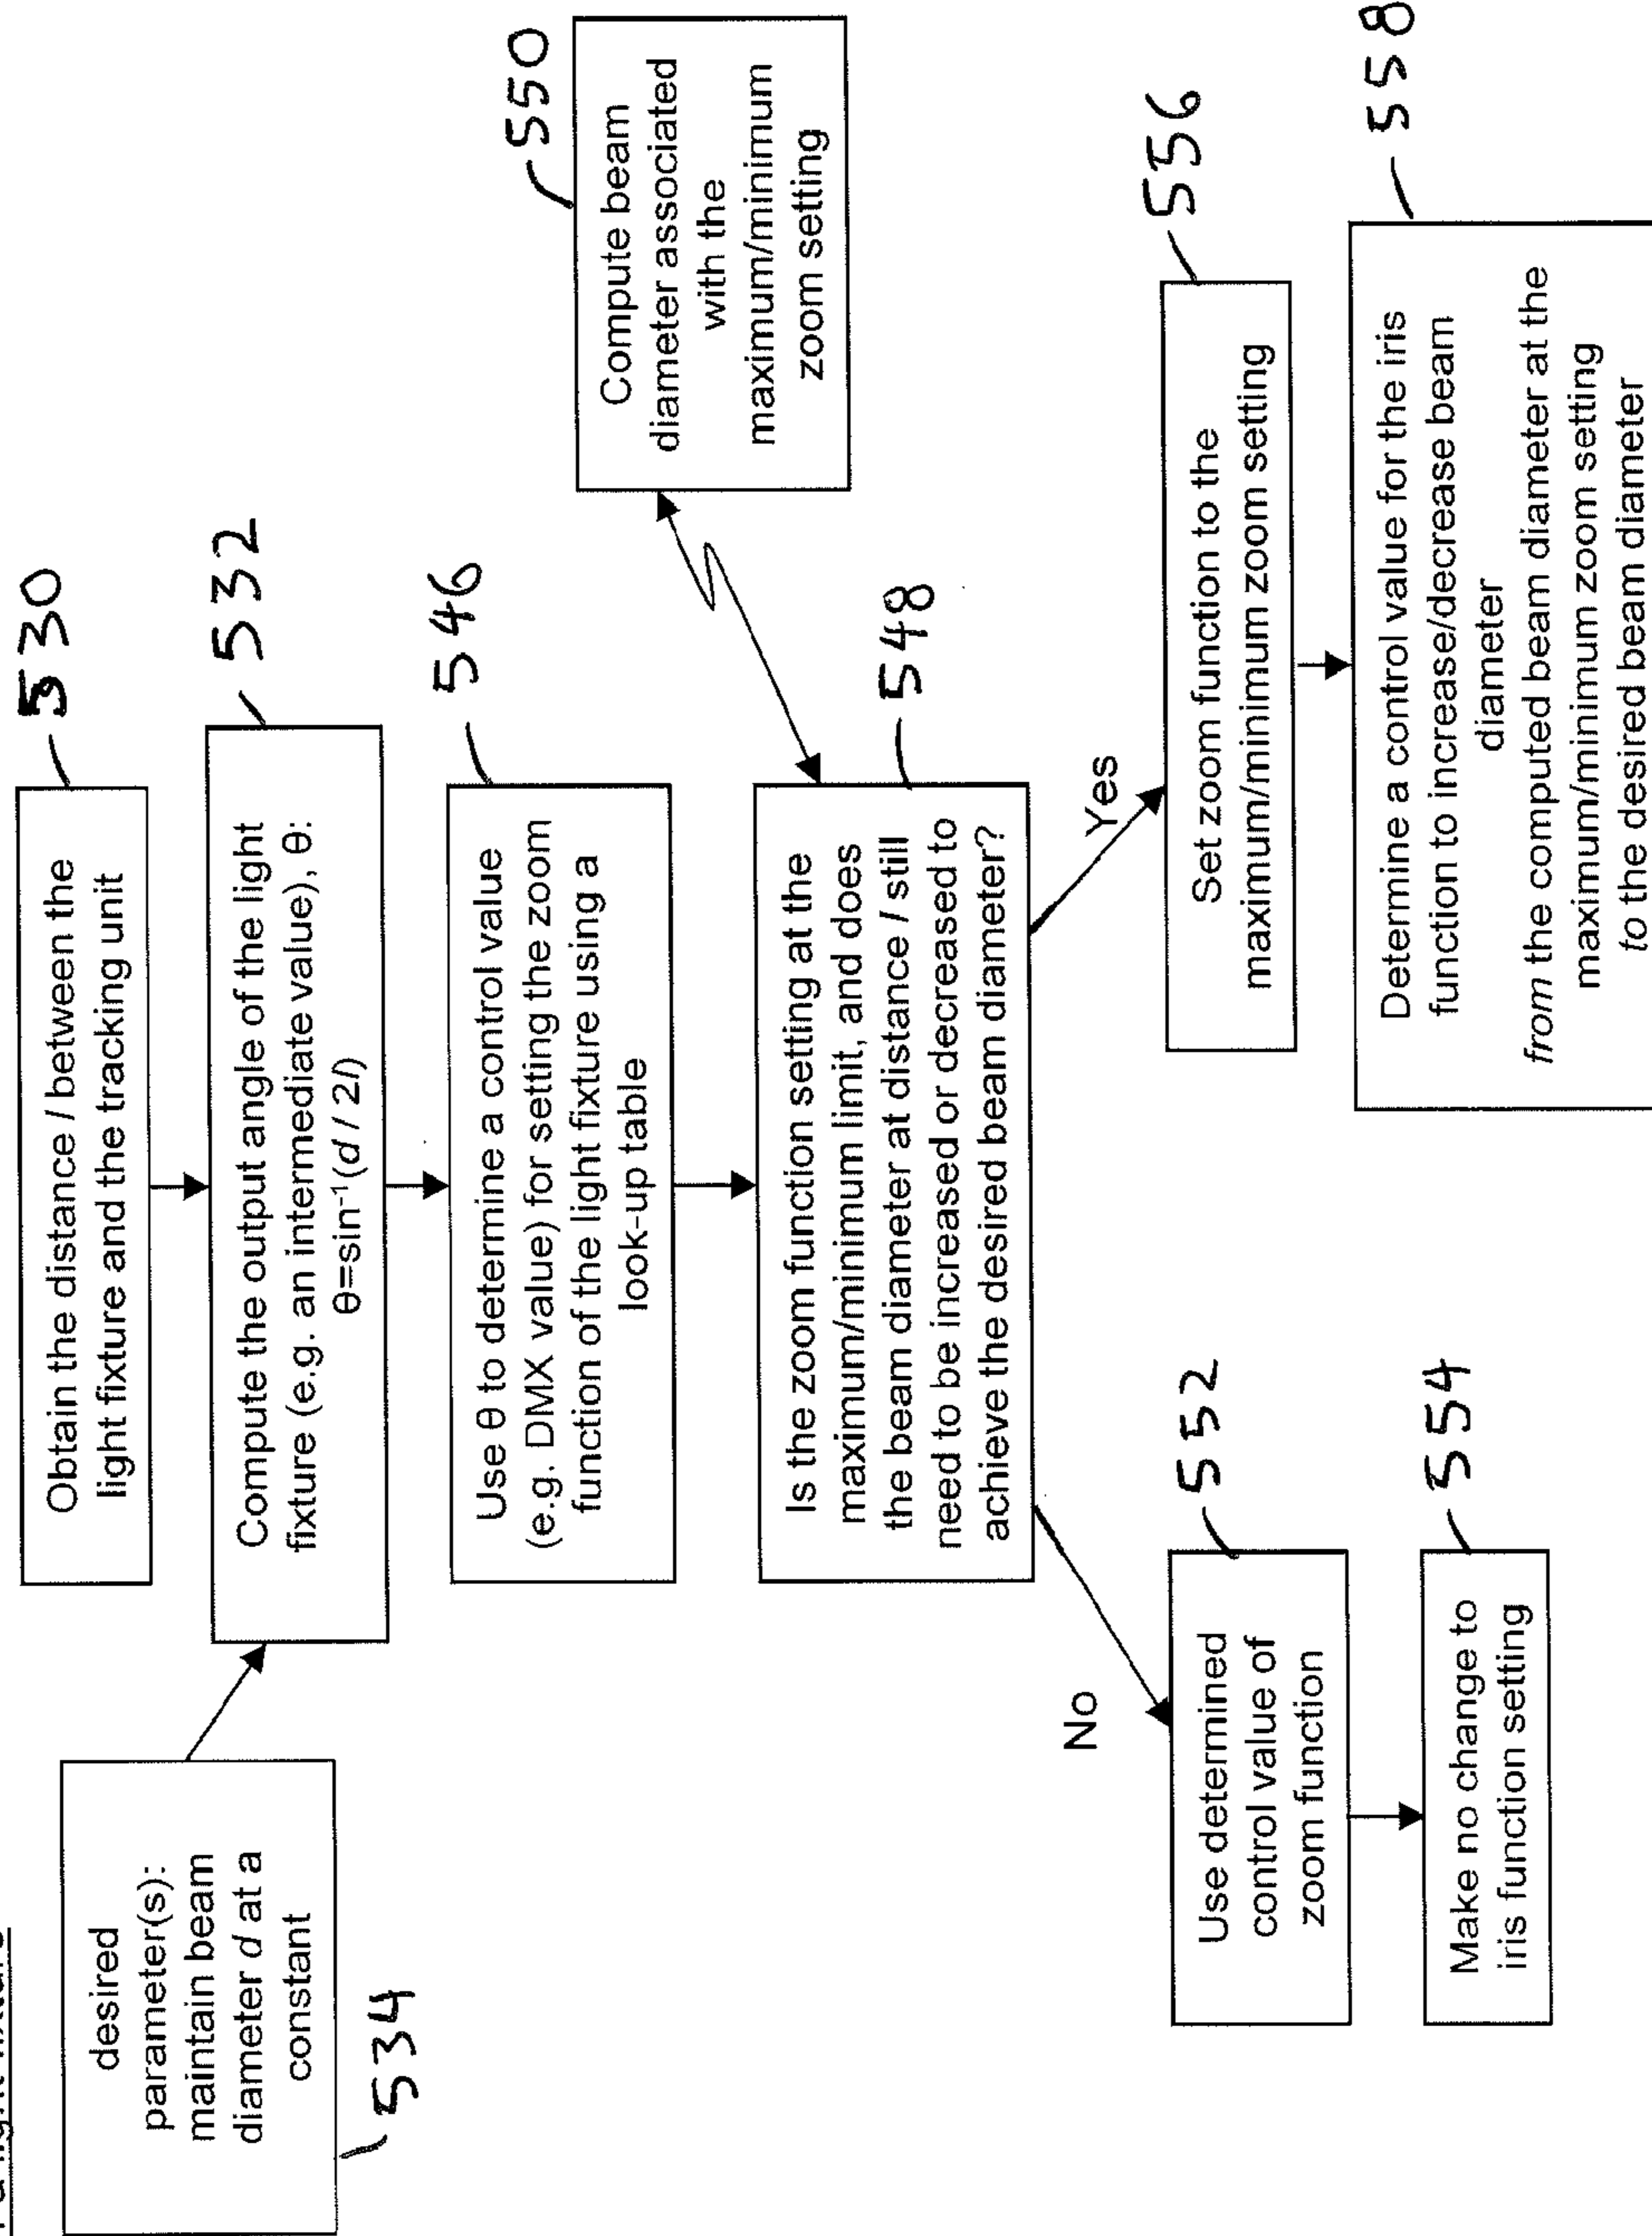 light fixture
530
Obtain the distance l between the
light fixture and the tracking unit
desired
parameter(s):
maintain beam
diameter d at a
constant
534
532
Compute the output angle of the light
fixture (e.g. an intermediate value), θ:
θ=sin⁻¹(d / 2l)
546
Use θ to determine a control value
(e.g. DMX value) for setting the zoom
function of the light fixture using a
look-up table
548
Is the zoom function setting at the
maximum/minimum limit, and does
the beam diameter at distance l still
need to be increased or decreased to
achieve the desired beam diameter?
550
Compute beam
diameter associated
with the
maximum/minimum
zoom setting
No
Yes
552
Use determined
control value of
zoom function
554
Make no change to
iris function setting
556
Set zoom function to the
maximum/minimum zoom setting
558
Determine a control value for the iris
function to increase/decrease beam
diameter
from the computed beam diameter at the
maximum/minimum zoom setting
to the desired beam diameter